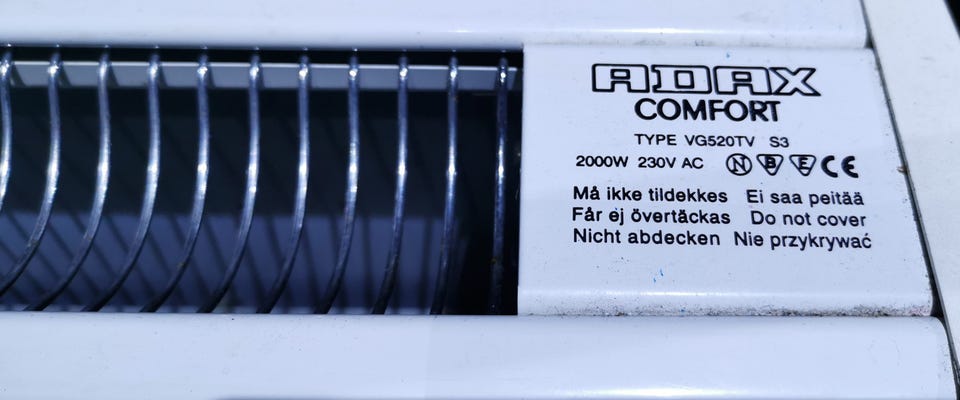 ADAX
COMFORT
TYPE VG520TV S3
2000W 230V AC N B E CE
Må ikke tildekkes Ei saa peitää
Får ej övertäckas Do not cover
Nicht abdecken Nie przykrywać